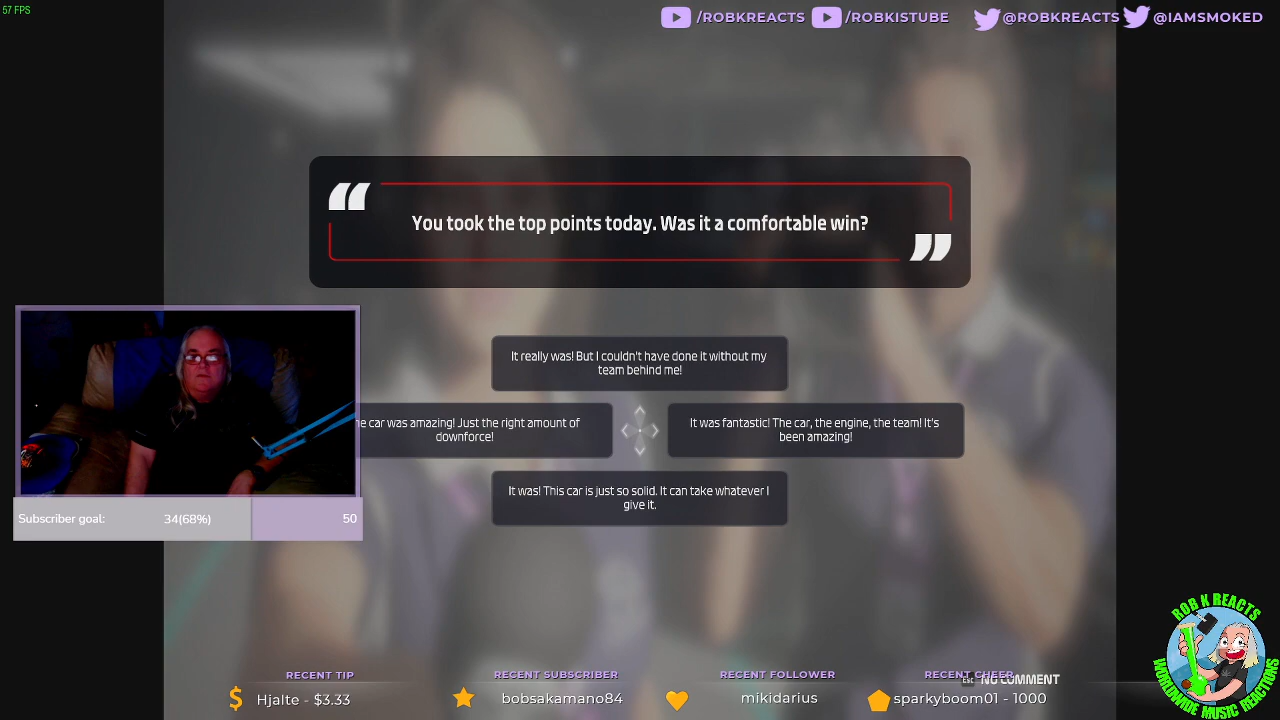 57 FPS
/ROBKREACTS /ROBKISTUBE @ROBKREACTS @IAMSMOKED
“
You took the top points today. Was it a comfortable win?
”
It really was! But I couldn't have done it without my
team behind me!
e car was amazing! Just the right amount of
downforce!
It was fantastic! The car, the engine, the team! It's
been amazing!
It was! This car is just so solid. It can take whatever I
give it.
Subscriber goal: 34(68%) 50
RECENT TIP RECENT SUBSCRIBER RECENT FOLLOWER RECENT CHEER
ESC NO COMMENT
$ Hjalte - $3.33 bobsakamano84 mikidarius sparkyboom01 - 1000
ROB K REACTS
WORLDWIDE MUSIC REACTIONS